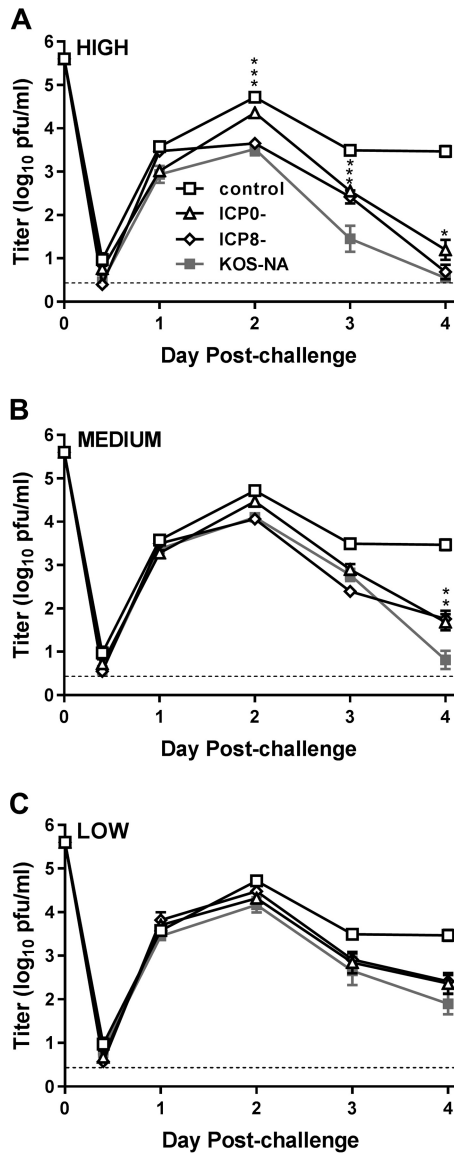 A
HIGH
6
5
4
3
2
1
0
Titer (log10 pfu/ml)
***
***
*
control
ICP0-
ICP8-
KOS-NA
0 1 2 3 4
Day Post-challenge
B
MEDIUM
6
5
4
3
2
1
0
Titer (log10 pfu/ml)
**
0 1 2 3 4
Day Post-challenge
C
LOW
6
5
4
3
2
1
0
Titer (log10 pfu/ml)
0 1 2 3 4
Day Post-challenge